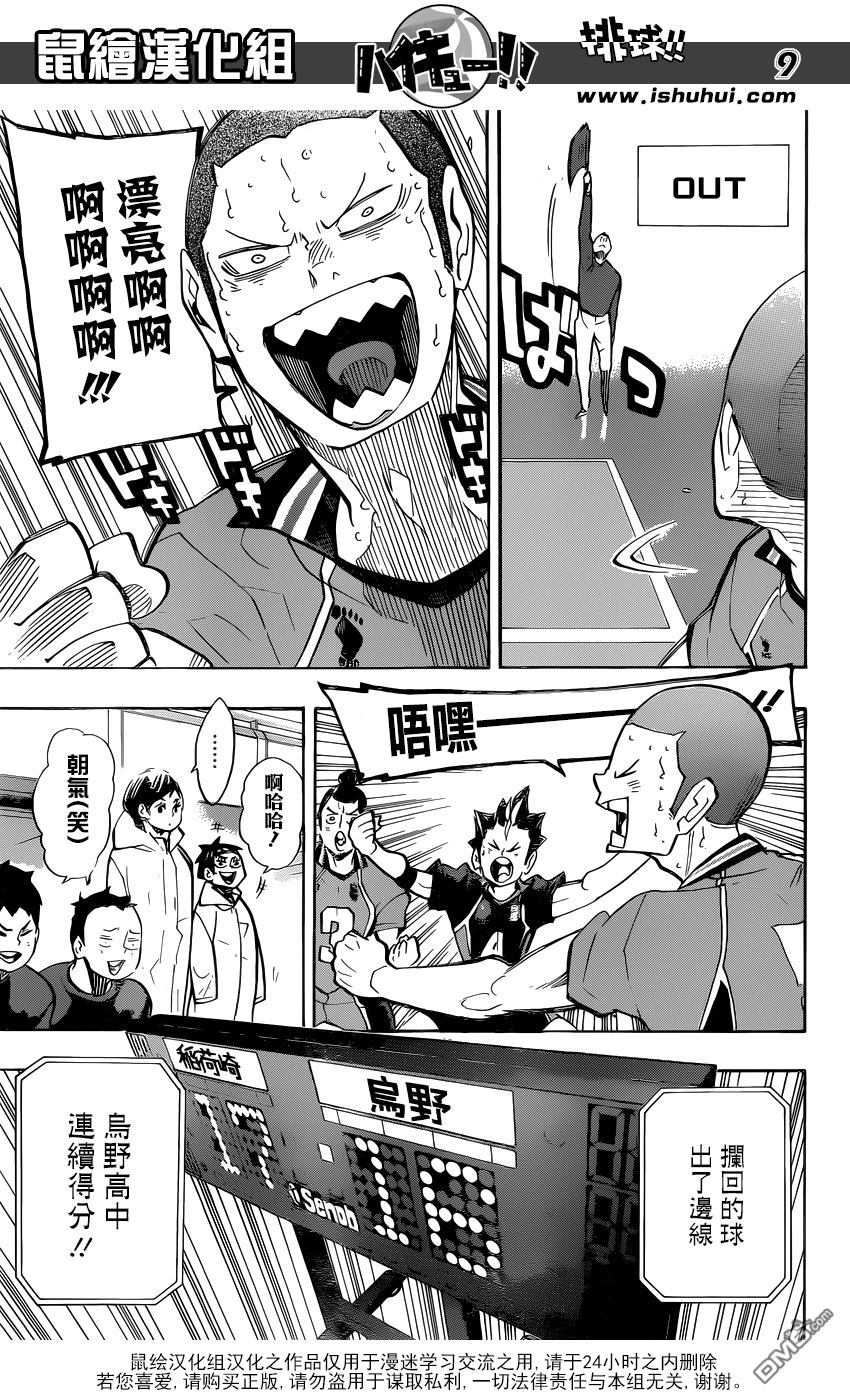 鼠繪漢化組
ハイキュー!!
排球!!
9
www.ishuhui.com
OUT
ばっ
漂亮啊啊
啊啊啊啊啊!!!
唔嘿━━━!!
啊哈哈!
……
朝氣(笑)
稻荷崎
烏野
17
16
Senoh
攔回的球
出了邊線
烏野高中
連續得分!!
鼠绘汉化组汉化之作品仅用于漫迷学习交流之用, 请于24小时之内删除
若您喜爱, 请购买正版, 请勿盗用于谋取私利, 一切法律责任与本组无关, 谢谢.